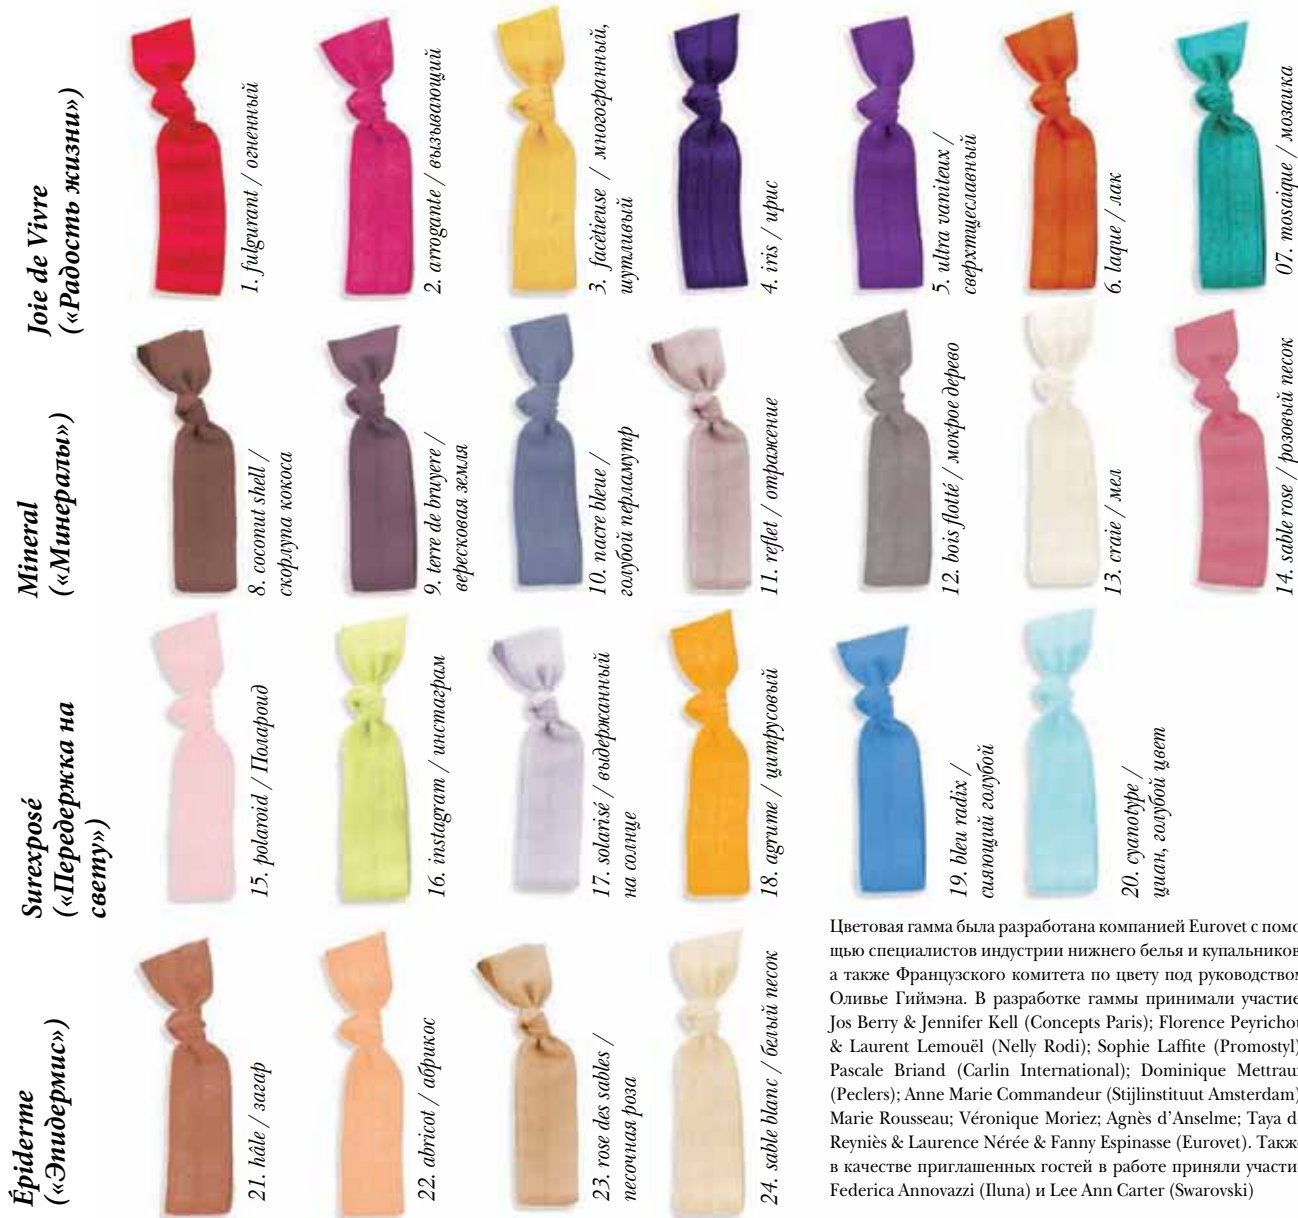 Joie de Vivre
(«Радость жизни»)
1. fulgurant / огненный
2. arrogante / вызывающий
3. facétieuse / многогранный,
шутливый
4. iris / ирис
5. ultra vaniteux /
сверхтщеславный
6. laque / лак
07. mosaique / мозаика
Mineral
(«Минералы»)
8. coconut shell /
скорлупа кокоса
9. terre de bruyere /
вересковая земля
10. nacre bleue /
голубой перламутр
11. reflet / отражение
12. bois flotté / мокрое дерево
13. craie / мел
14. sable rose / розовый песок
Surexposé
(«Передержка на
свету»)
15. polaroid / Полароид
16. instagram / инстаграм
17. solarisé / выдержанный
на солнце
18. agrume / цитрусовый
19. bleu radix /
сияющий голубой
20. cyanotype /
циан, голубой цвет
Épiderme
(«Эпидермис»)
21. hâle / загар
22. abricot / абрикос
23. rose des sables /
песочная роза
24. sable blanc / белый песок
Цветовая гамма была разработана компанией Eurovet с помо
щью специалистов индустрии нижнего белья и купальников
а также Французского комитета по цвету под руководством
Оливье Гиймэна. В разработке гаммы принимали участие
Jos Berry & Jennifer Kell (Concepts Paris); Florence Peyrichou
& Laurent Lemouël (Nelly Rodi); Sophie Laffite (Promostyl)
Pascale Briand (Carlin International); Dominique Mettraux
(Peclers); Anne Marie Commandeur (Stijlinstituut Amsterdam)
Marie Rousseau; Véronique Moriez; Agnès d'Anselme; Taya d
Reyniès & Laurence Nérée & Fanny Espinasse (Eurovet). Также
в качестве приглашенных гостей в работе приняли участи
Federica Annovazzi (Iluna) и Lee Ann Carter (Swarovski)